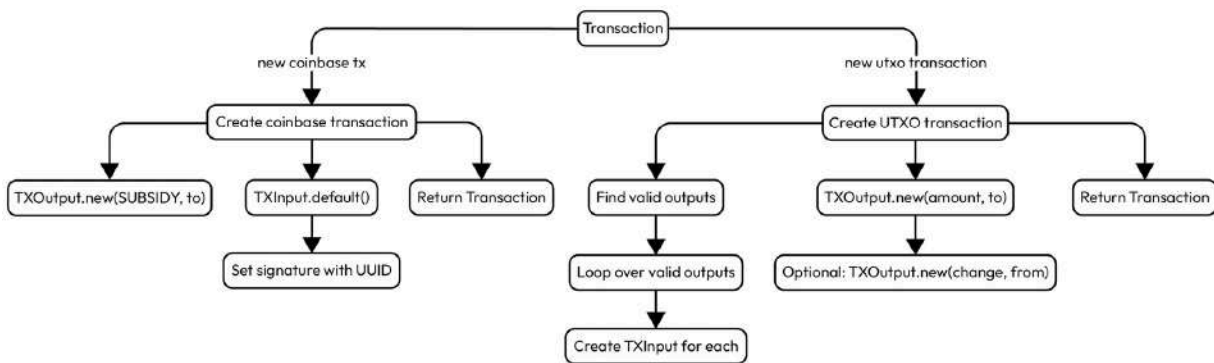 Transaction
new coinbase tx
new utxo transaction
Create coinbase transaction
Create UTXO transaction
TXOutput.new(SUBSIDY, to)
TXInput.default()
Return Transaction
Find valid outputs
TXOutput.new(amount, to)
Return Transaction
Set signature with UUID
Loop over valid outputs
Optional: TXOutput.new(change, from)
Create TXInput for each